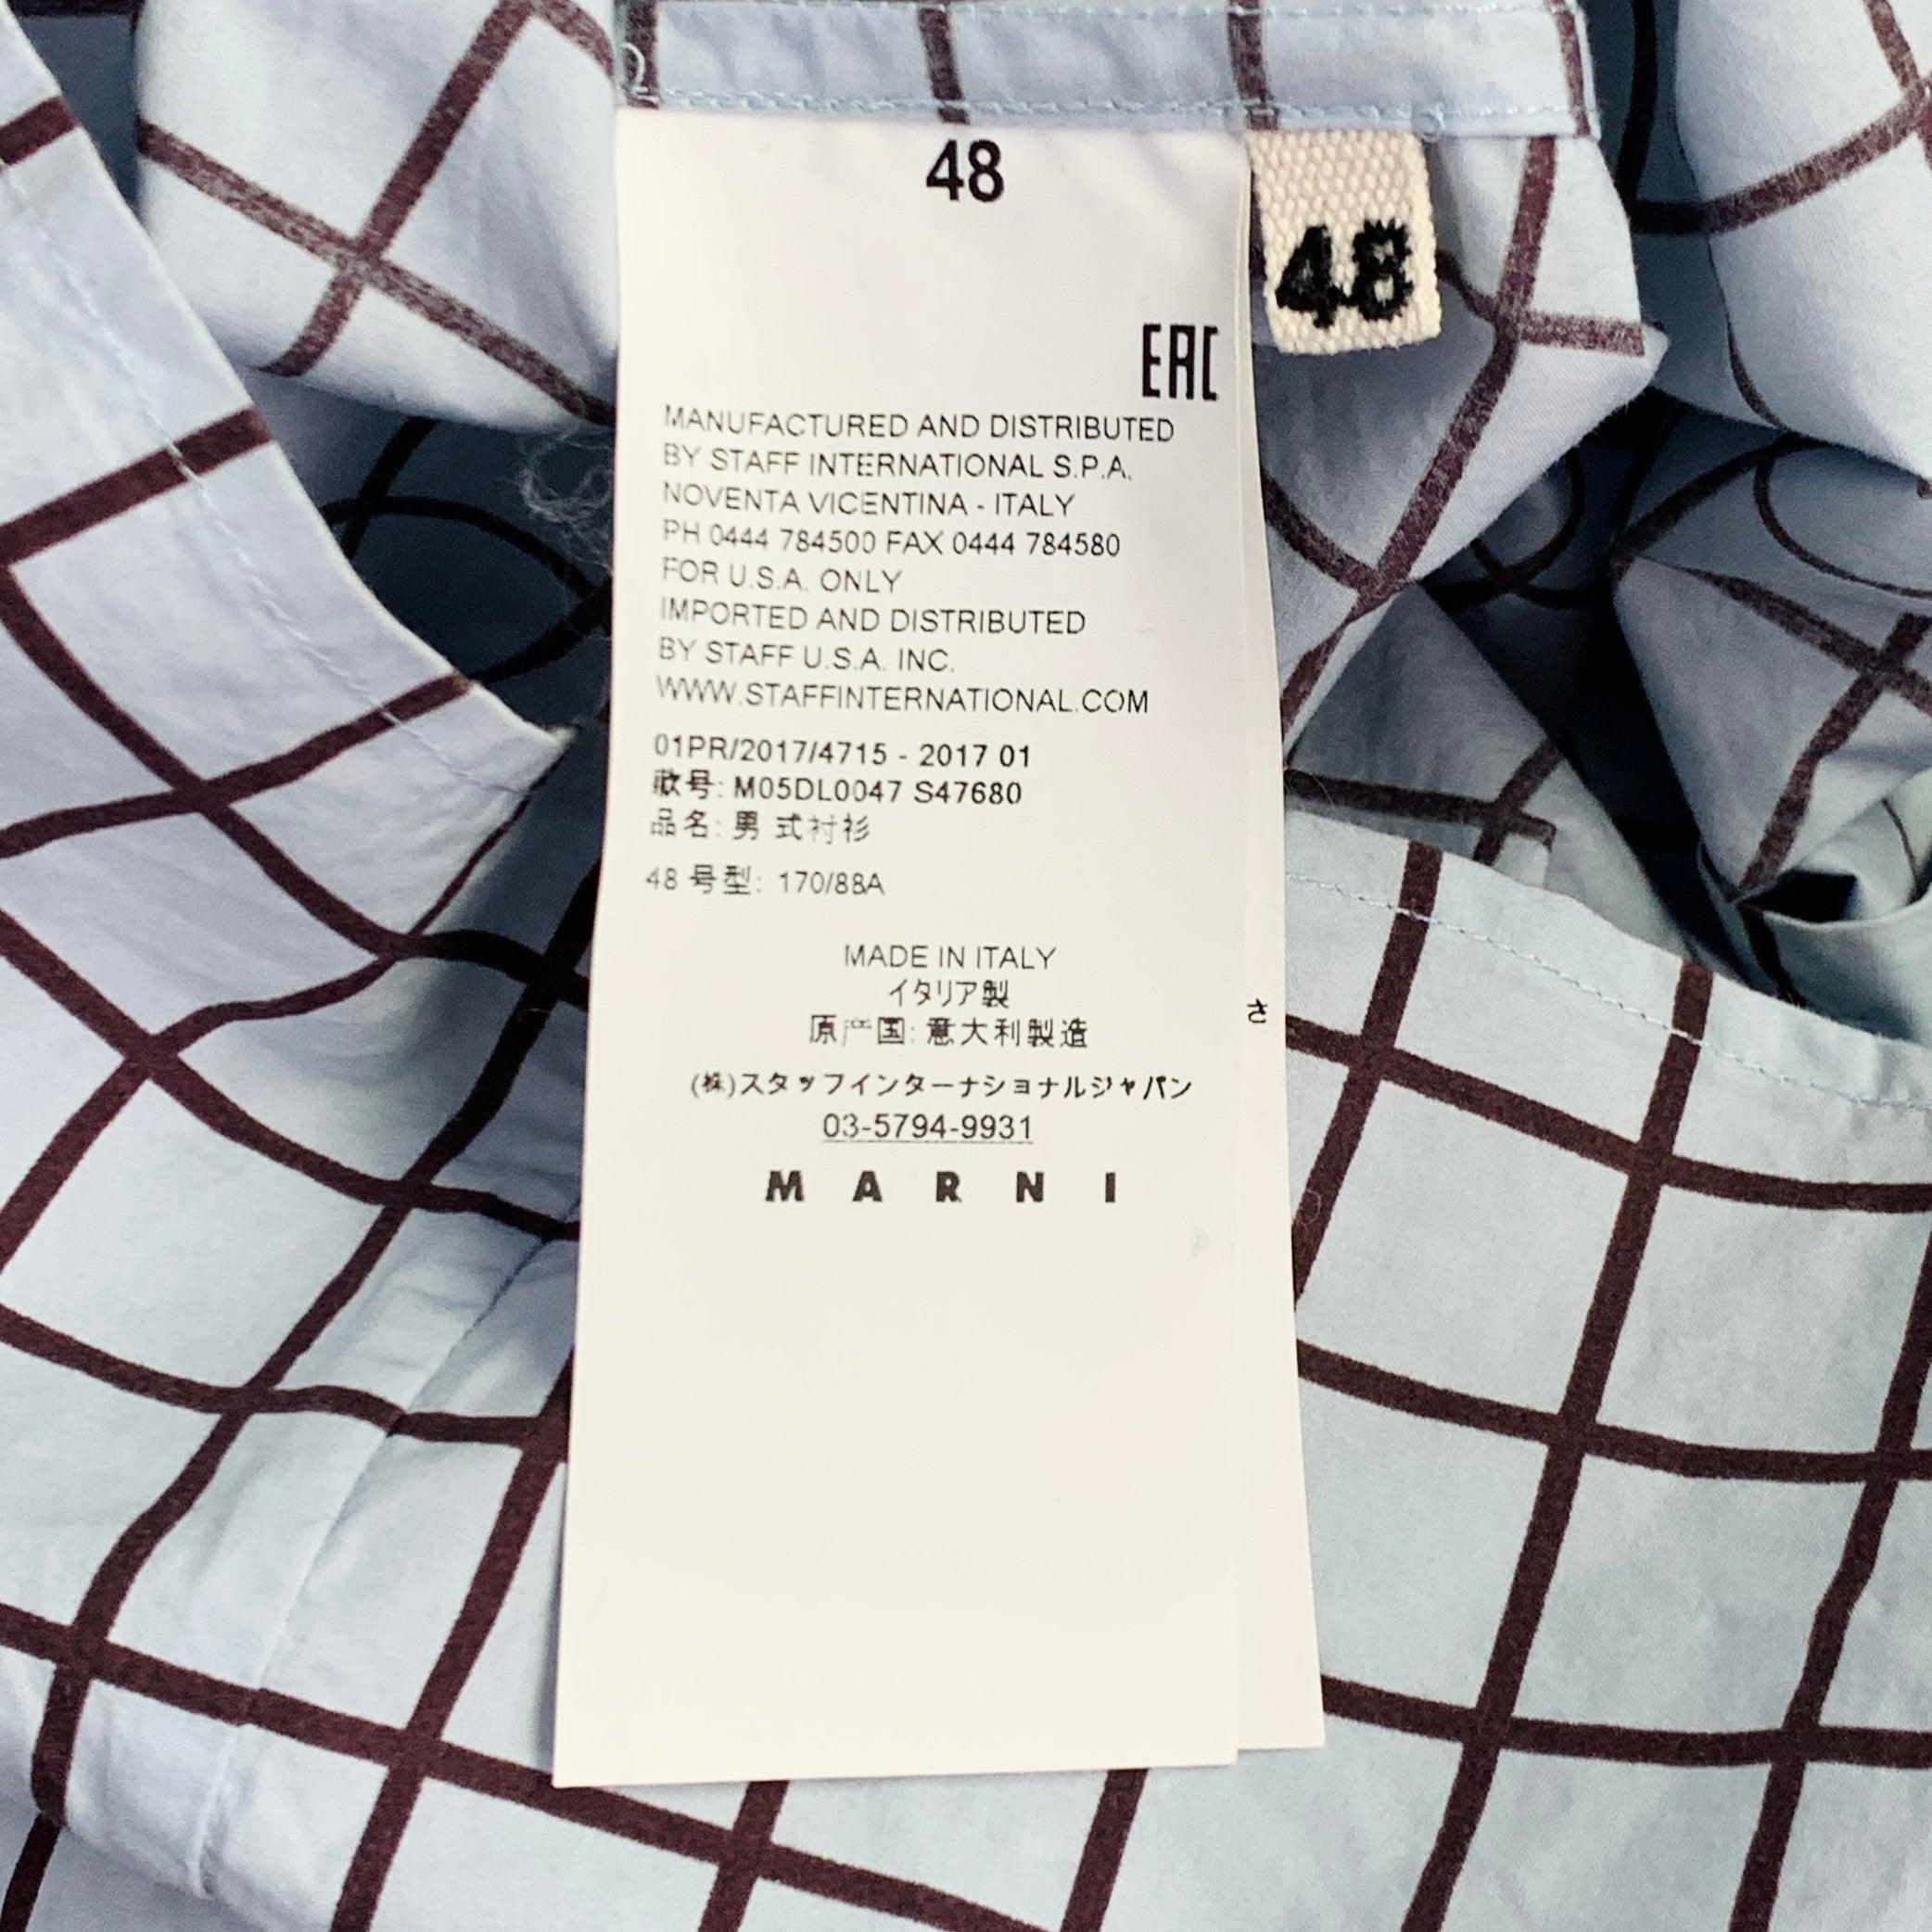 48
48
EAC
MANUFACTURED AND DISTRIBUTED
BY STAFF INTERNATIONAL S.P.A.
NOVENTA VICENTINA - ITALY
PH 0444 784500 FAX 0444 784580
FOR U.S.A. ONLY
IMPORTED AND DISTRIBUTED
BY STAFF U.S.A. INC.
WWW.STAFFINTERNATIONAL.COM
01PR/2017/4715 - 2017 01
款号: M05DL0047 S47680
品名: 男 式衬衫
48 号型: 170/88A
MADE IN ITALY
イタリア製
原产国: 意大利製造
さ
(株)スタッフインターナショナルジャパン
03-5794-9931
MARNI